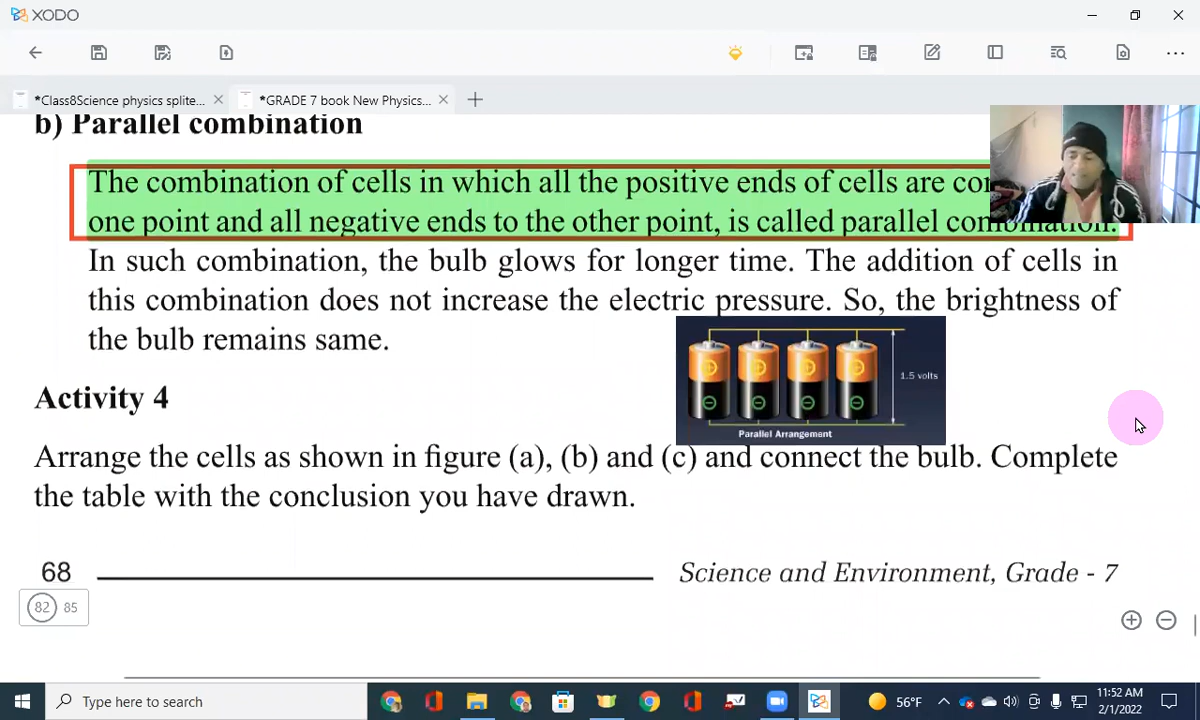 XODO
*Class8Science physics splite...
*GRADE 7 book New Physics...
b) Parallel combination
The combination of cells in which all the positive ends of cells are
one point and all negative ends to the other point, is called parallel combination.
In such combination, the bulb glows for longer time. The addition of cells in
this combination does not increase the electric pressure. So, the brightness of
the bulb remains same.
1.5 volts
Parallel Arrangement
Activity 4
Arrange the cells as shown in figure (a), (b) and (c) and connect the bulb. Complete
the table with the conclusion you have drawn.
68
Science and Environment, Grade - 7
82 85
Type here to search
56°F
11:52 AM
2/1/2022